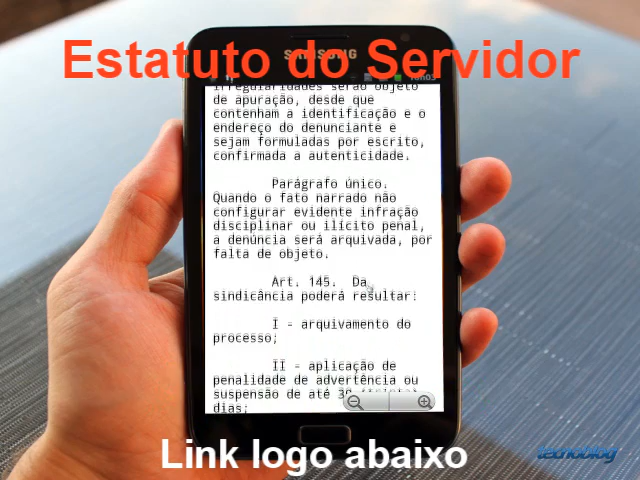 Estatuto do Servidor
SAMSUNG
irregularidades serão objeto
de apuração, desde que
contenham a identificação e o
endereço do denunciante e
sejam formuladas por escrito,
confirmada a autenticidade.
Parágrafo único.
Quando o fato narrado não
configurar evidente infração
disciplinar ou ilícito penal,
a denúncia será arquivada, por
falta de objeto.
Art. 145. Da
sindicância poderá resultar:
I - arquivamento do
processo;
II - aplicação de
penalidade de advertência ou
suspensão de até 30
dias;
Link logo abaixo
tecnoblog